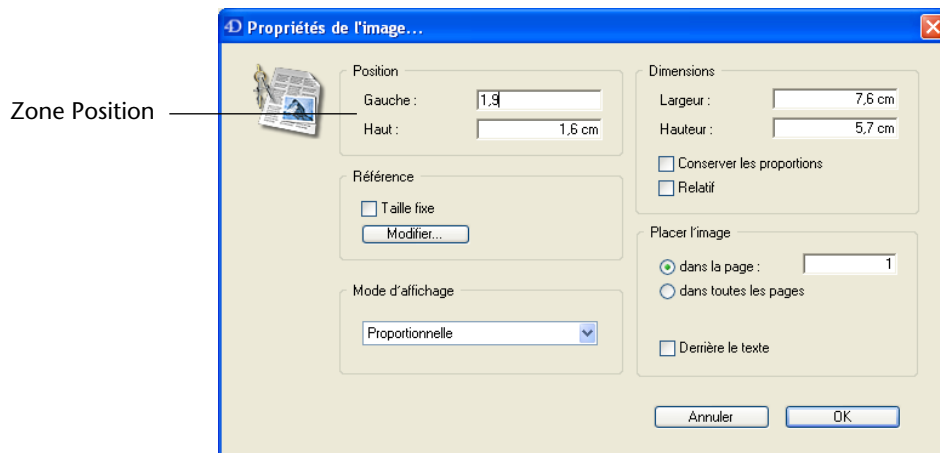 4D Propriétés de l'image...
Zone Position
Position
Gauche : 1,9
Haut : 1,6 cm
Référence
Taille fixe
Modifier...
Mode d'affichage
Proportionnelle
Dimensions
Largeur : 7,6 cm
Hauteur : 5,7 cm
Conserver les proportions
Relatif
Placer l'image
dans la page : 1
dans toutes les pages
Derrière le texte
Annuler OK